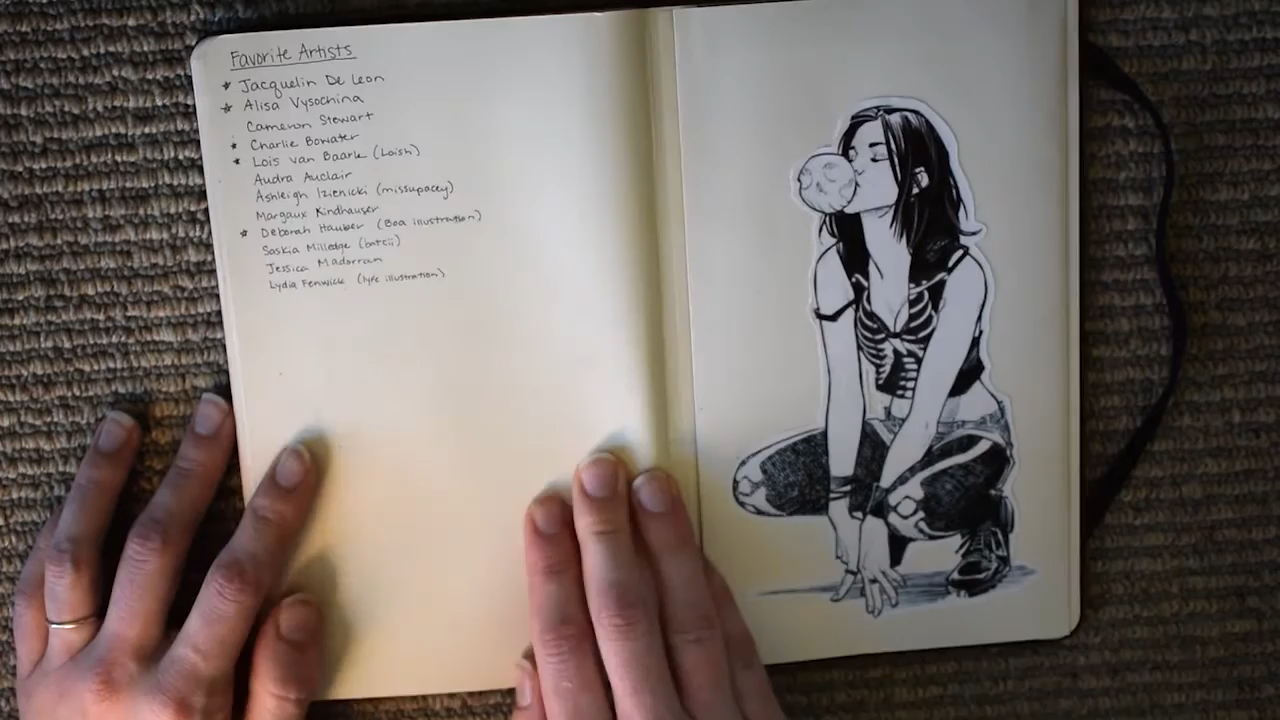 Favorite Artists
★ Jacquelin De Leon
★ Alisa Vysochina
Cameron Stewart
★ Charlie Bowater
★ Lois van Baarle (Loish)
Audra Auclair
Ashleigh Izienicki (missupacey)
Margaux Kindhauser
★ Deborah Hauber (Boa illustration)
Saskia Milledge (batcii)
Jessica Madorran
Lydia Fenwick (lyfe illustration)